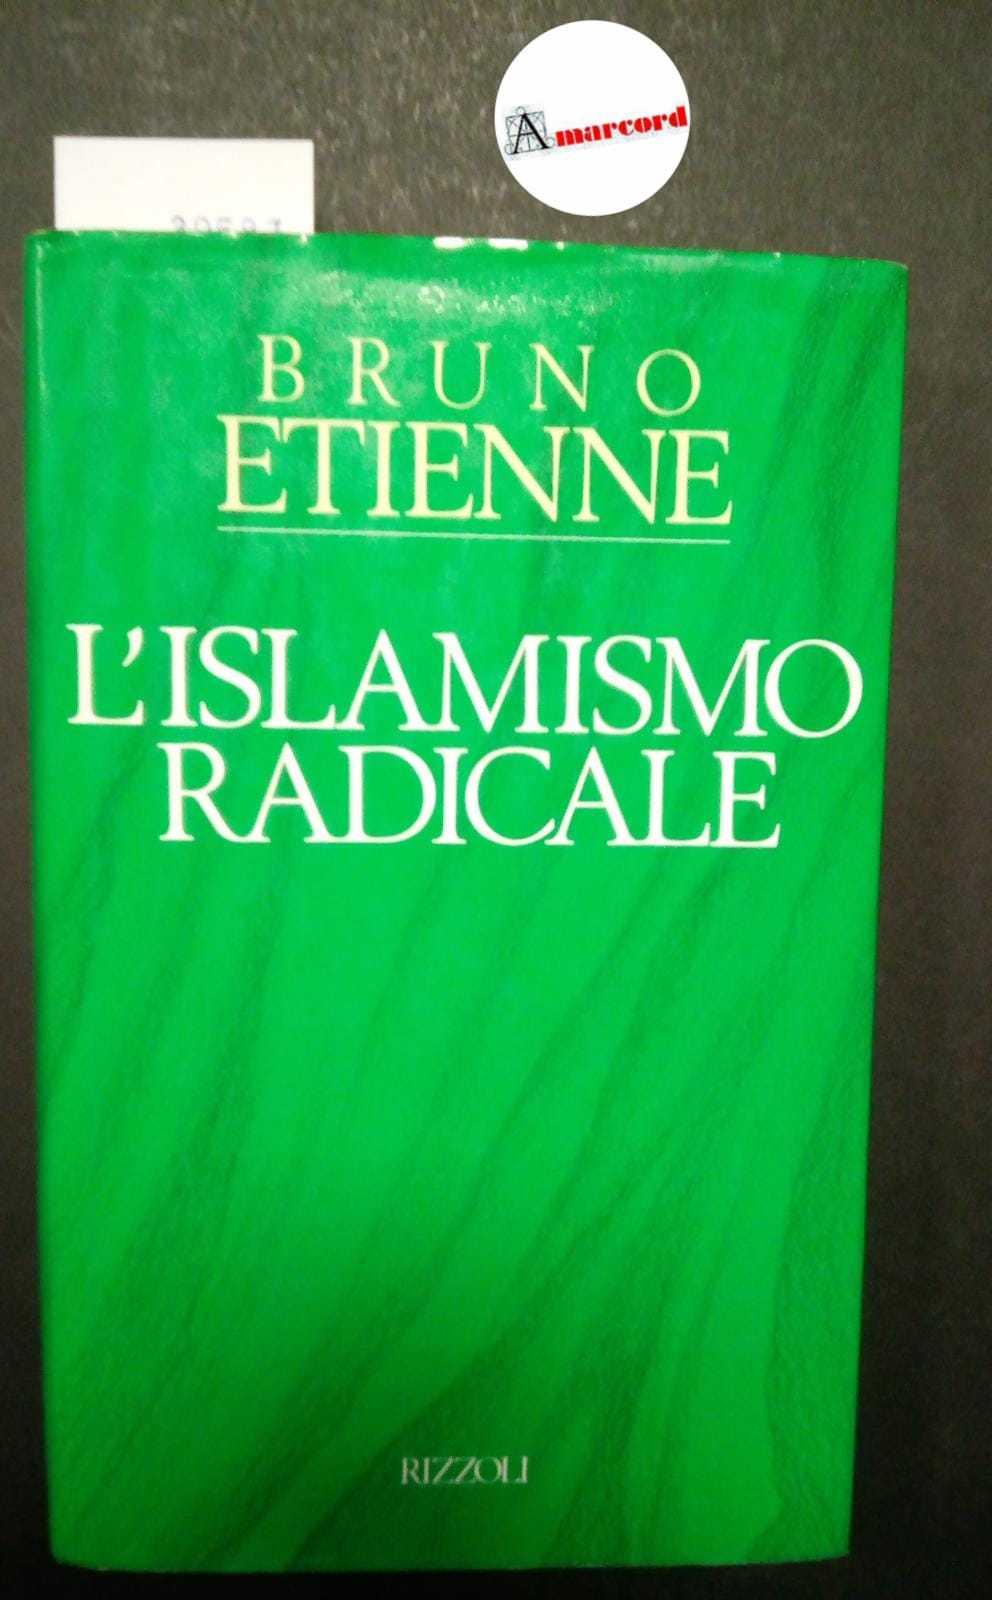 Amarcord
BRUNO
ETIENNE
L'ISLAMISMO
RADICALE
RIZZOLI